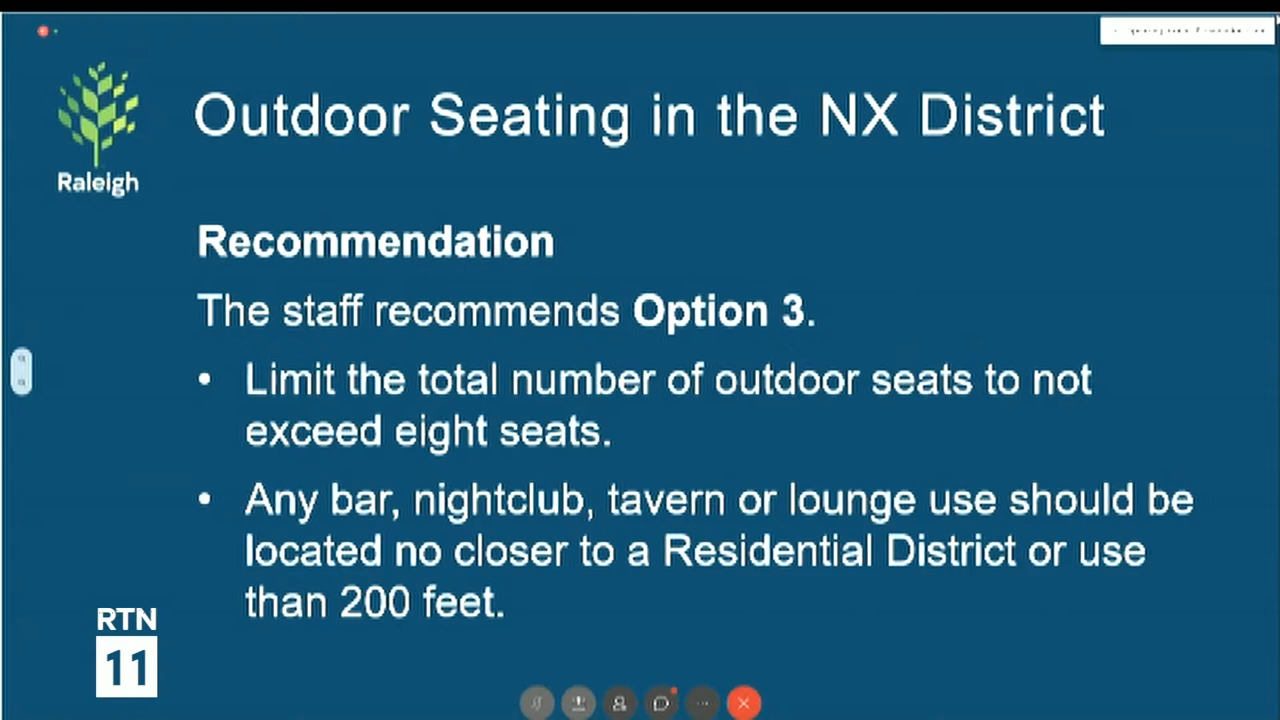 Raleigh
Outdoor Seating in the NX District
Recommendation
The staff recommends Option 3.
• Limit the total number of outdoor seats to not
exceed eight seats.
• Any bar, nightclub, tavern or lounge use should be
located no closer to a Residential District or use
than 200 feet.
RTN
11